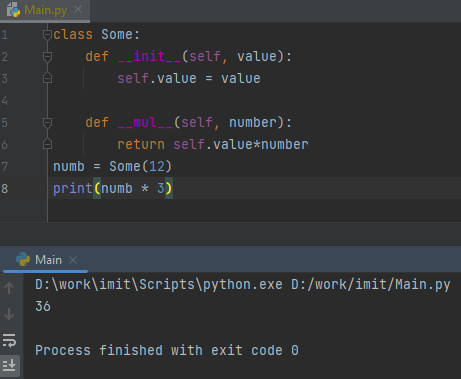 Main.py
1 class Some:
2     def __init__(self, value):
3         self.value = value
4
5     def __mul__(self, number):
6         return self.value*number
7 numb = Some(12)
8 print(numb * 3)
Main
D:\work\imit\Scripts\python.exe D:/work/imit/Main.py
36
Process finished with exit code 0